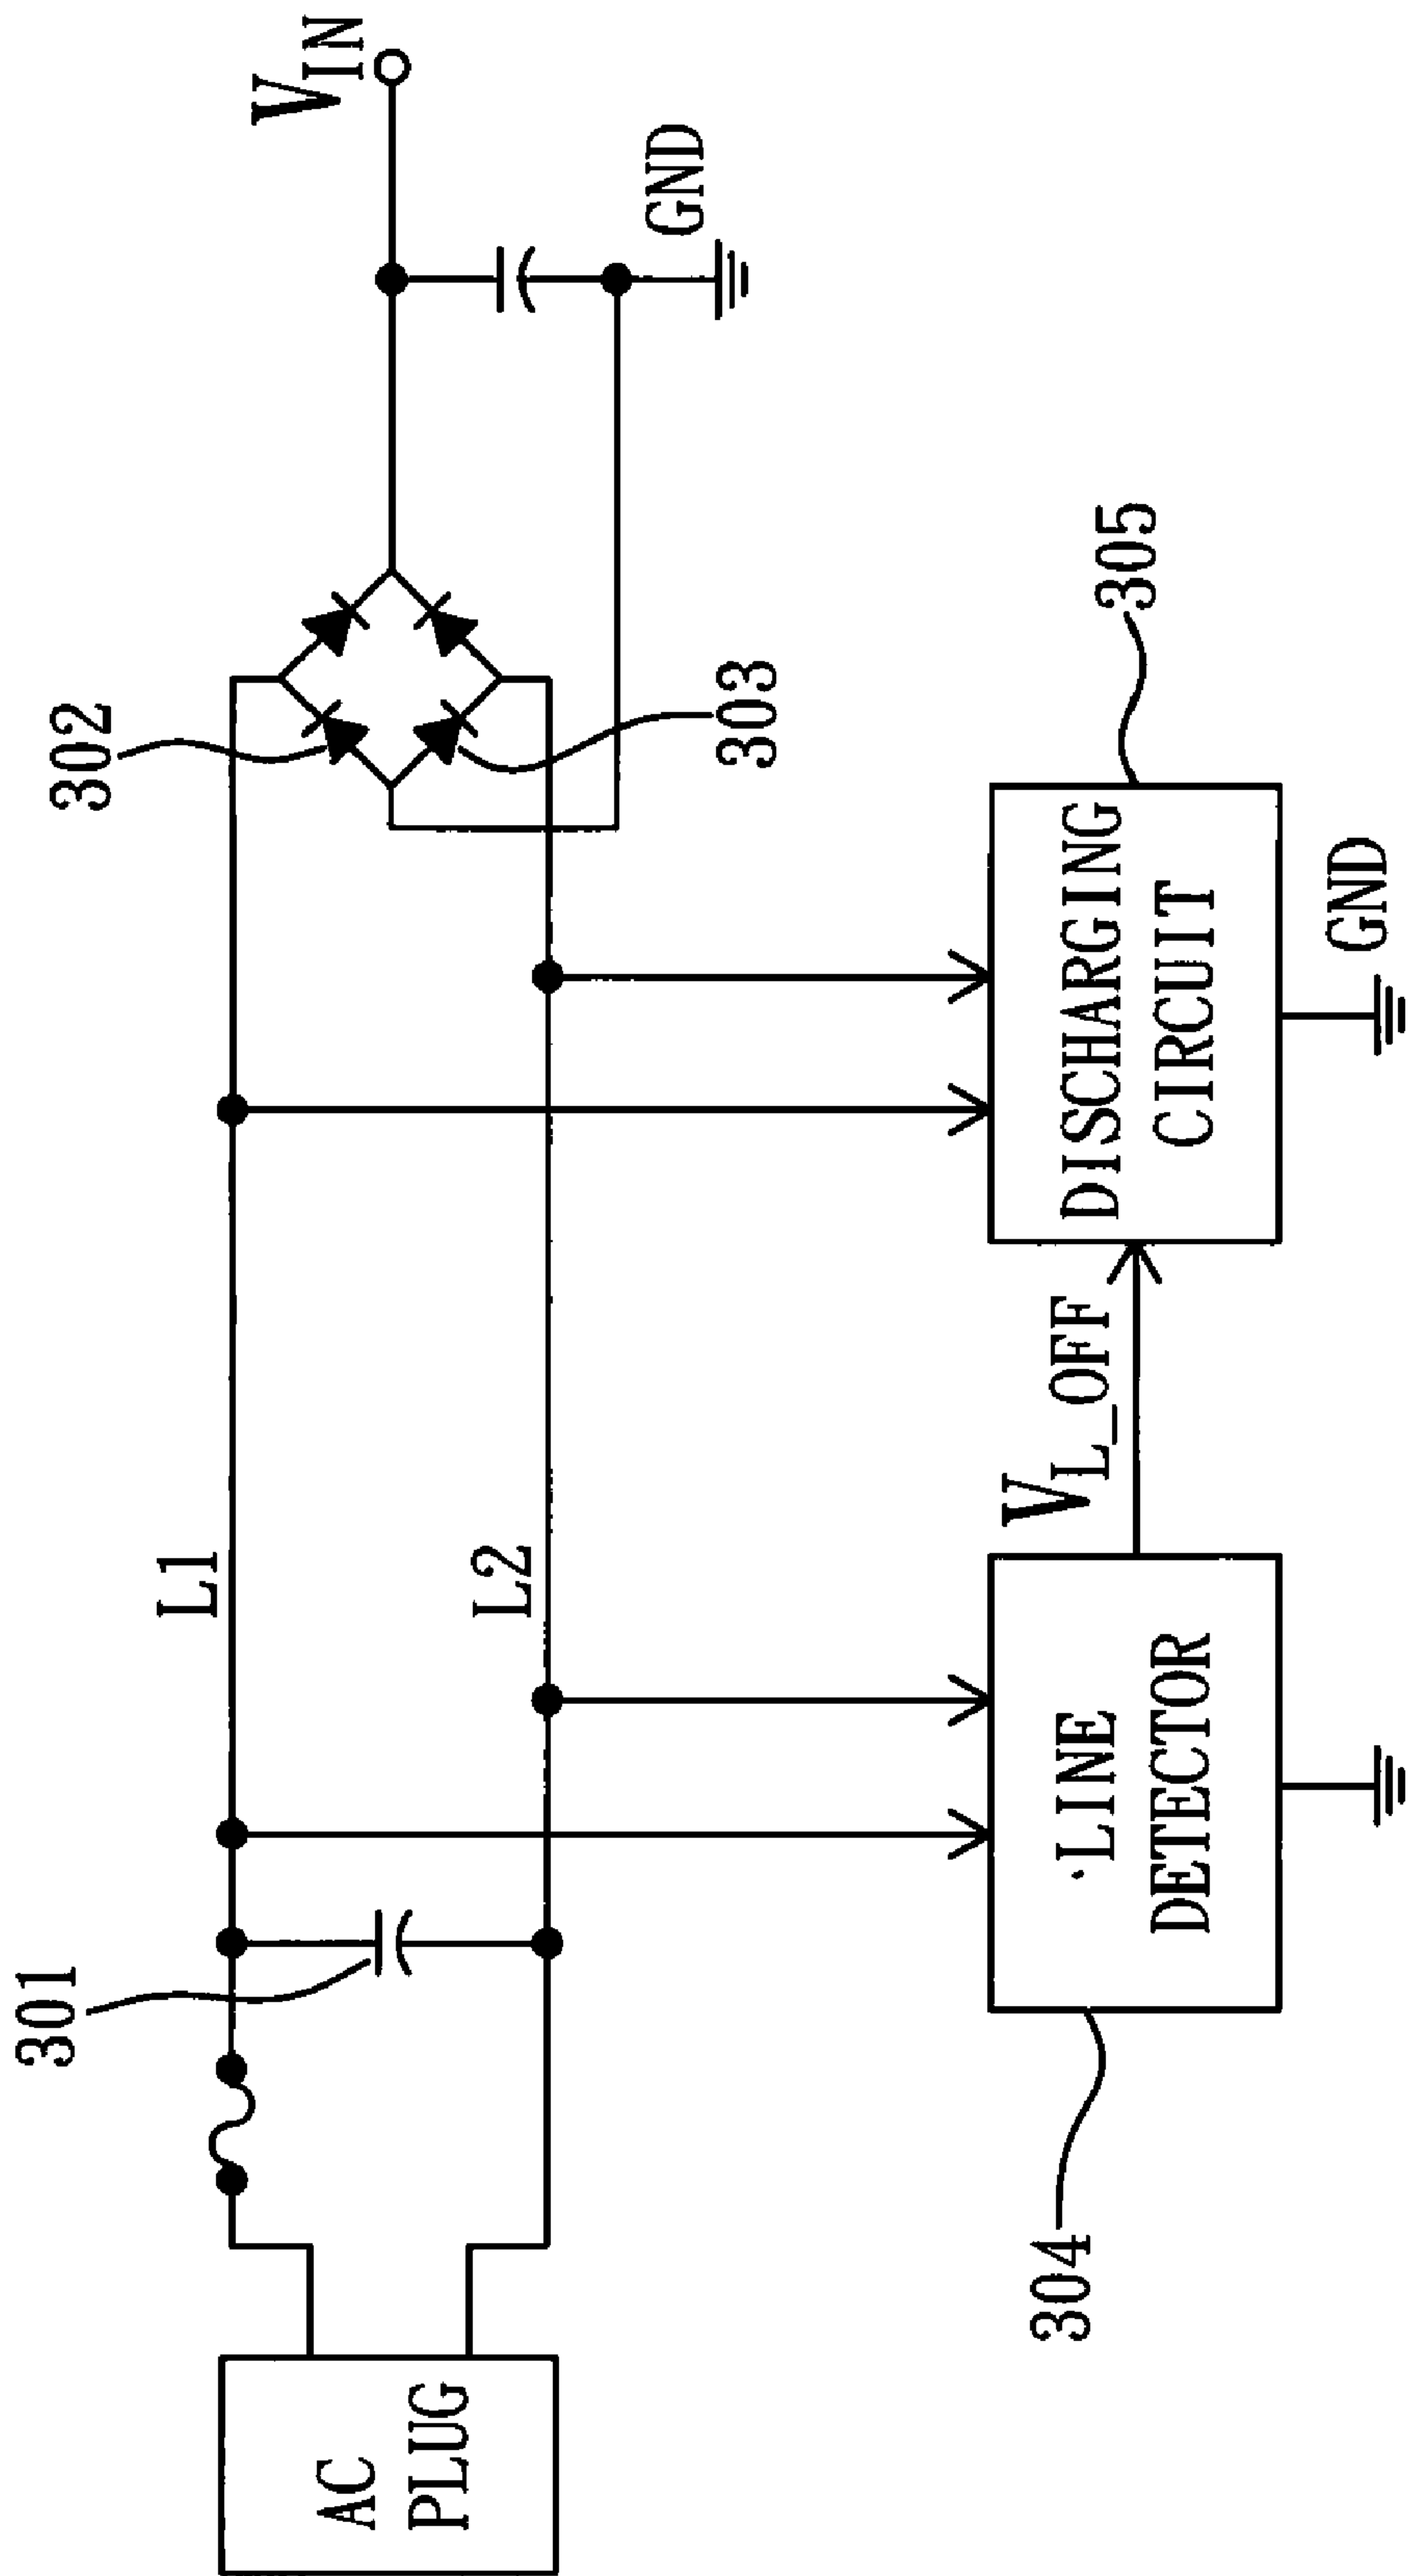 301
302
V_IN
AC
PLUG
L1
L2
303
GND
304
LINE
DETECTOR
V_L_OFF
DISCHARGING
CIRCUIT
305
GND